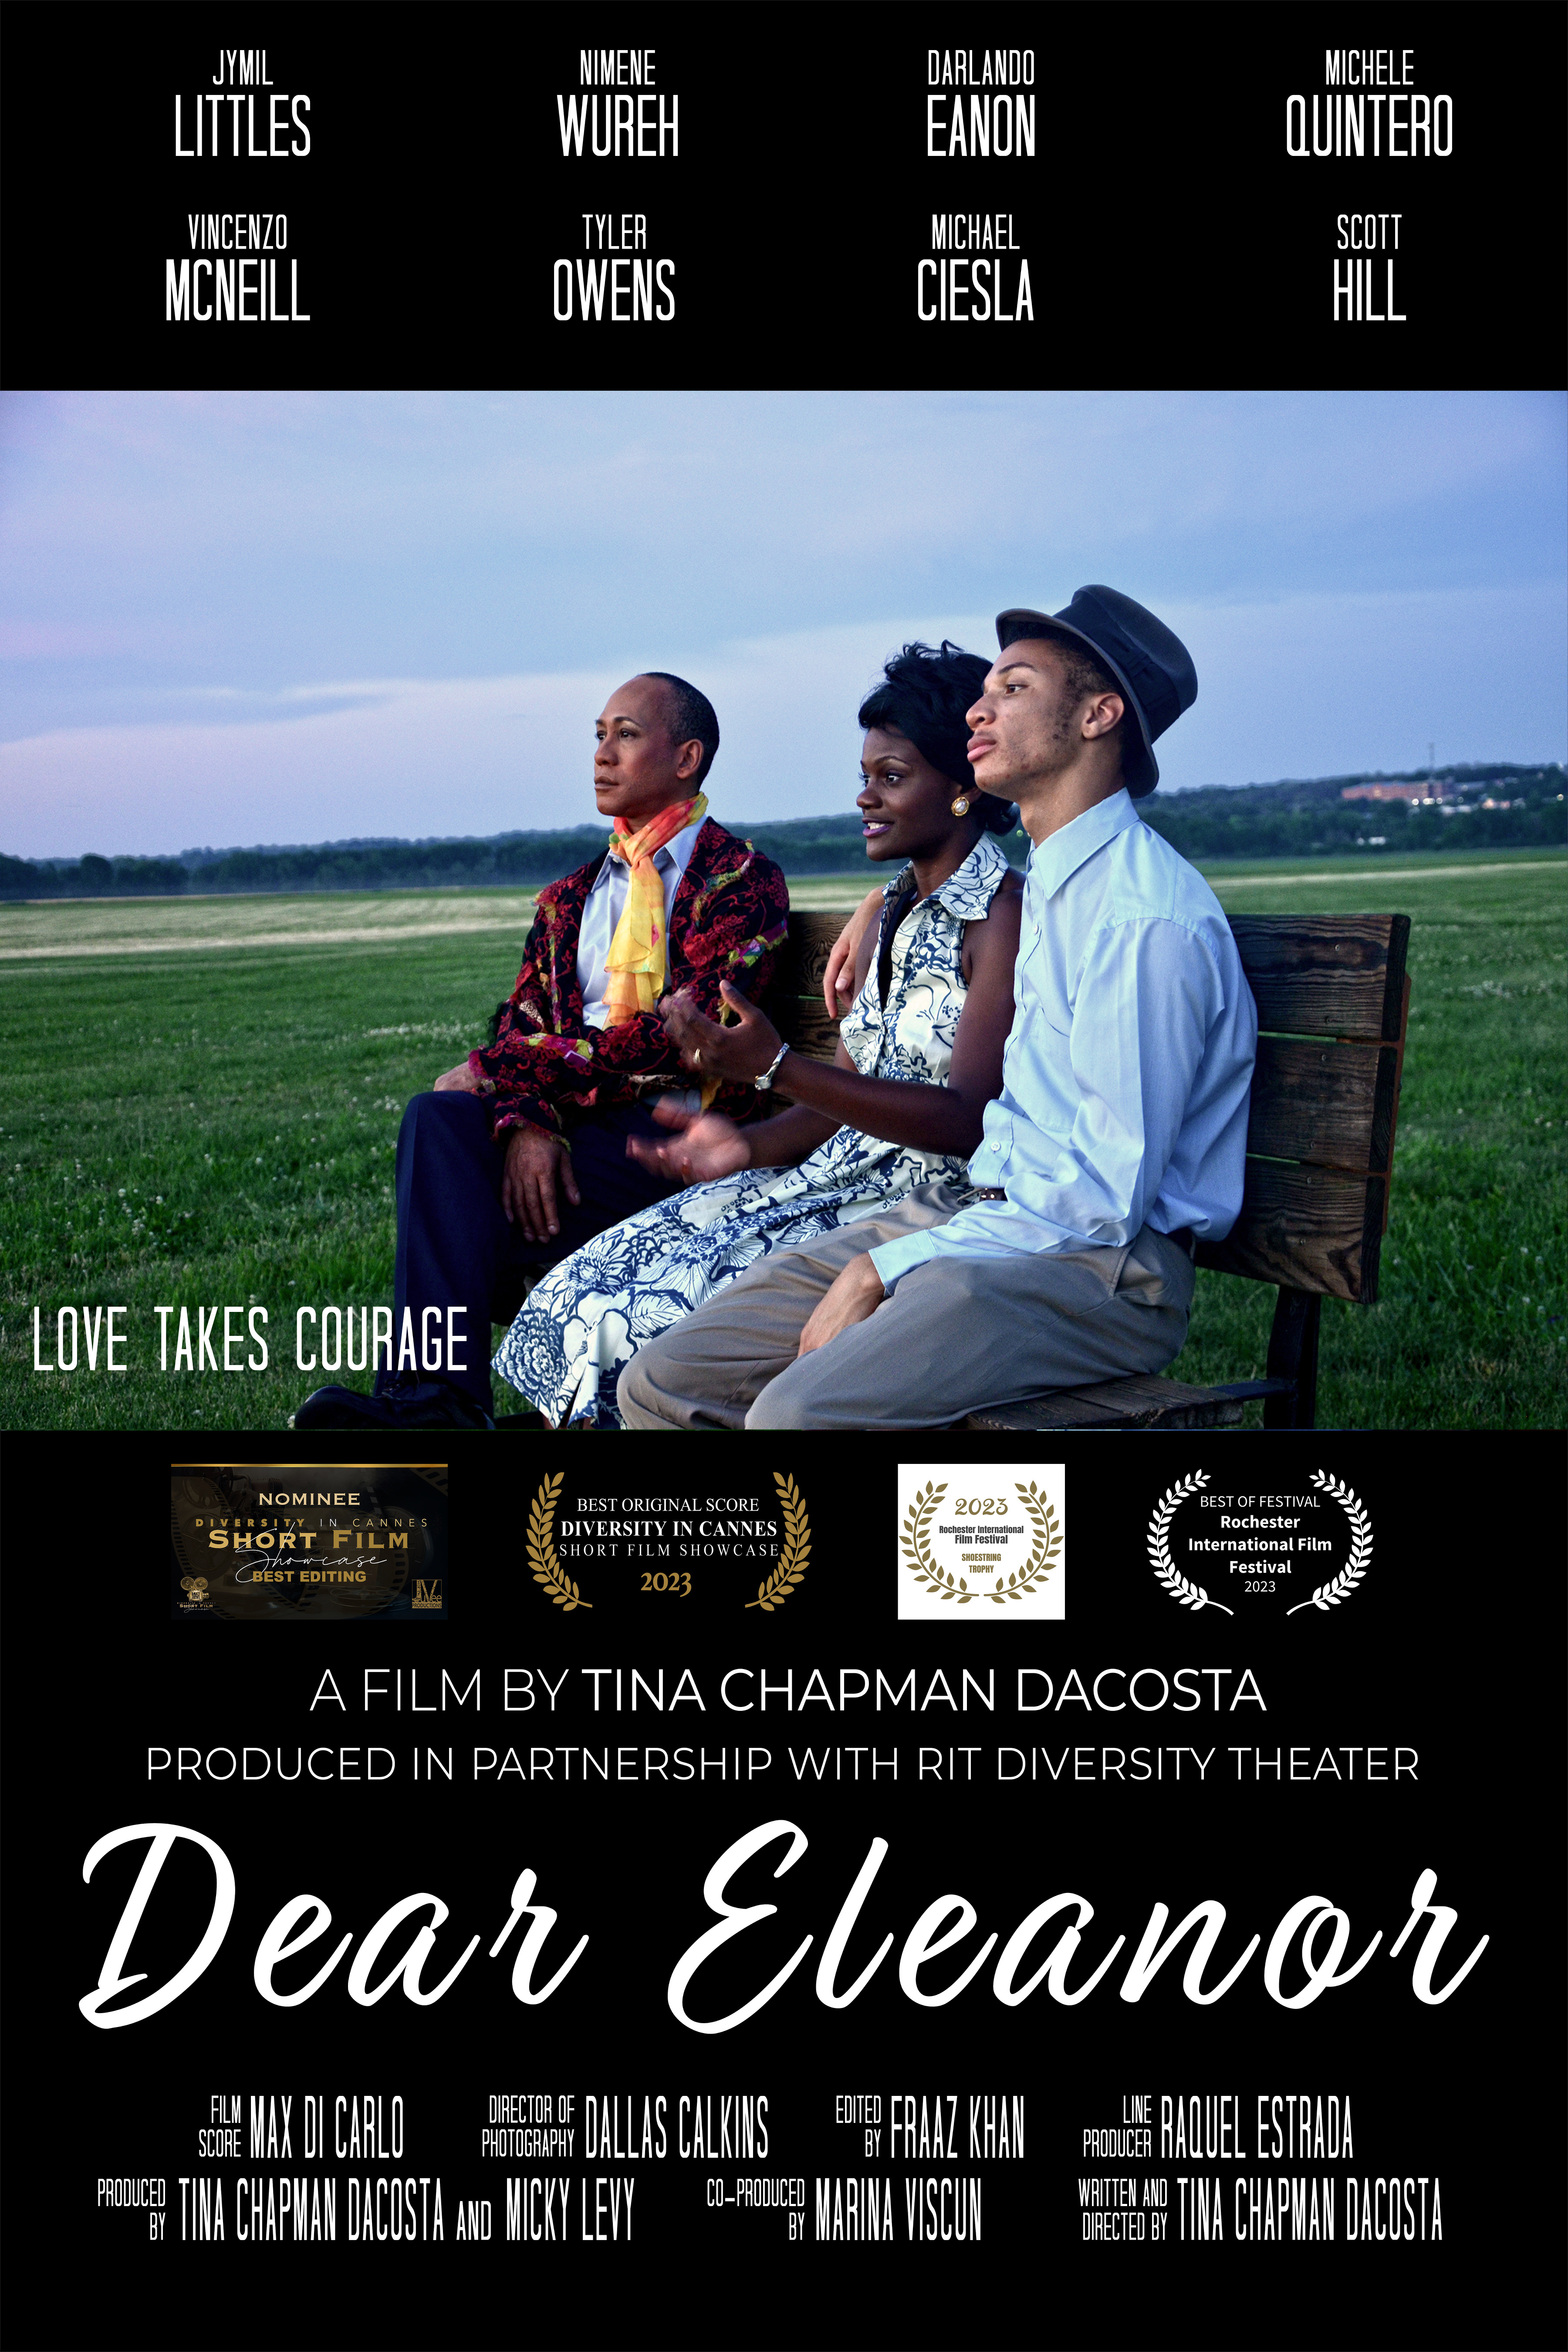 JYMIL
LITTLES
NIMENE
WUREH
DARLANDO
EANON
MICHELE
QUINTERO
VINCENZO
MCNEILL
TYLER
OWENS
MICHAEL
CIESLA
SCOTT
HILL
LOVE TAKES COURAGE
NOMINEE
DIVERSITY IN CANNES
SHORT FILM
Showcase
BEST EDITING
BEST ORIGINAL SCORE
DIVERSITY IN CANNES
SHORT FILM SHOWCASE
2023
2023
Rochester International
Film Festival
SHOESTRING
TROPHY
BEST OF FESTIVAL
Rochester
International Film
Festival
2023
A FILM BY TINA CHAPMAN DACOSTA
PRODUCED IN PARTNERSHIP WITH RIT DIVERSITY THEATER
Dear Eleanor
FILM
SCORE MAX DI CARLO
DIRECTOR OF
PHOTOGRAPHY DALLAS CALKINS
EDITED
BY FRAAZ KHAN
LINE
PRODUCER RAQUEL ESTRADA
PRODUCED
BY TINA CHAPMAN DACOSTA AND MICKY LEVY
CO-PRODUCED
BY MARINA VISCUN
WRITTEN AND
DIRECTED BY TINA CHAPMAN DACOSTA